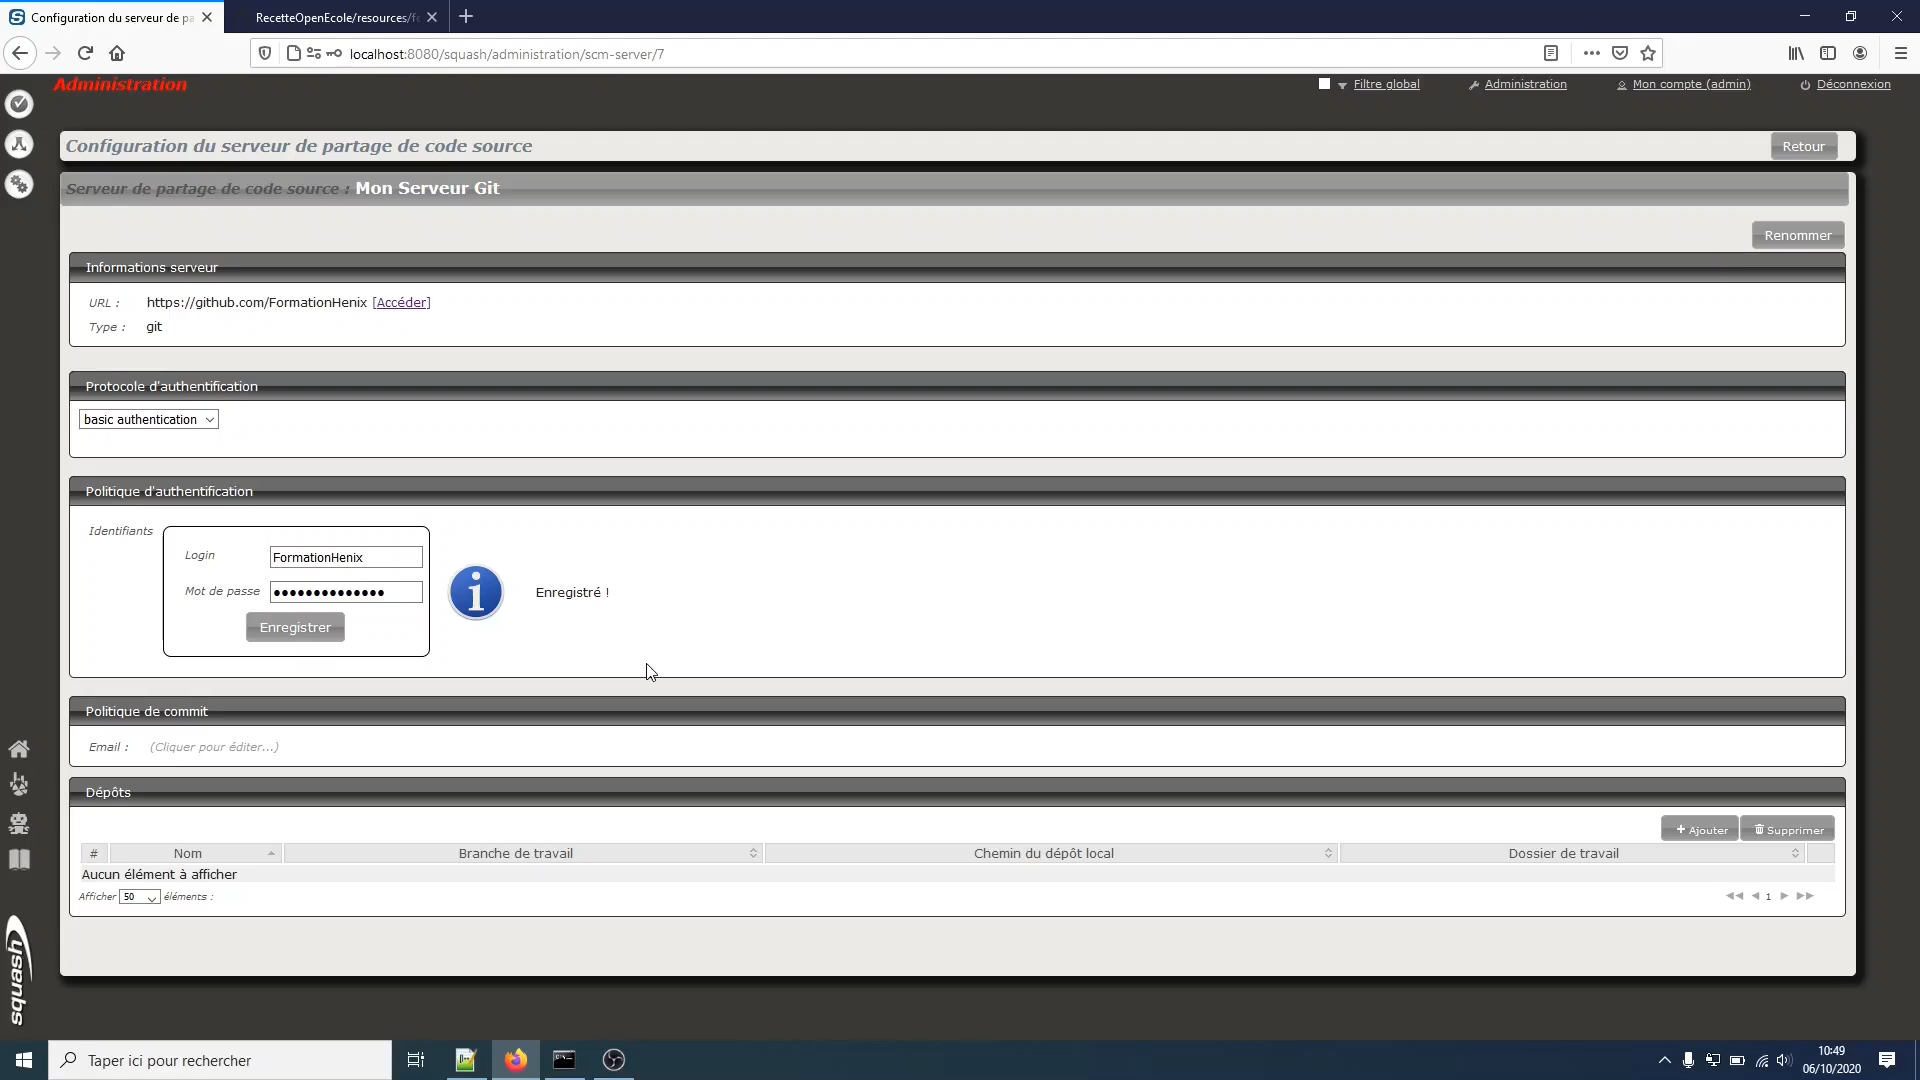 Configuration du serveur de pa
RecetteOpenEcole/resources/fe
localhost:8080/squash/administration/scm-server/7
Administration
Filtre global
Administration
Mon compte (admin)
Déconnexion
Configuration du serveur de partage de code source
Retour
Serveur de partage de code source : Mon Serveur Git
Renommer
Informations serveur
URL : https://github.com/FormationHenix [Accéder]
Type : git
Protocole d'authentification
basic authentication
Politique d'authentification
Identifiants
Login FormationHenix
Mot de passe ●●●●●●●●●●●●●●
Enregistrer
Enregistré !
Politique de commit
Email : (Cliquer pour éditer...)
Dépôts
+ Ajouter Supprimer
# Nom Branche de travail Chemin du dépôt local Dossier de travail
Aucun élément à afficher
Afficher 50 éléments :
1
squash
Taper ici pour rechercher
10:49
06/10/2020